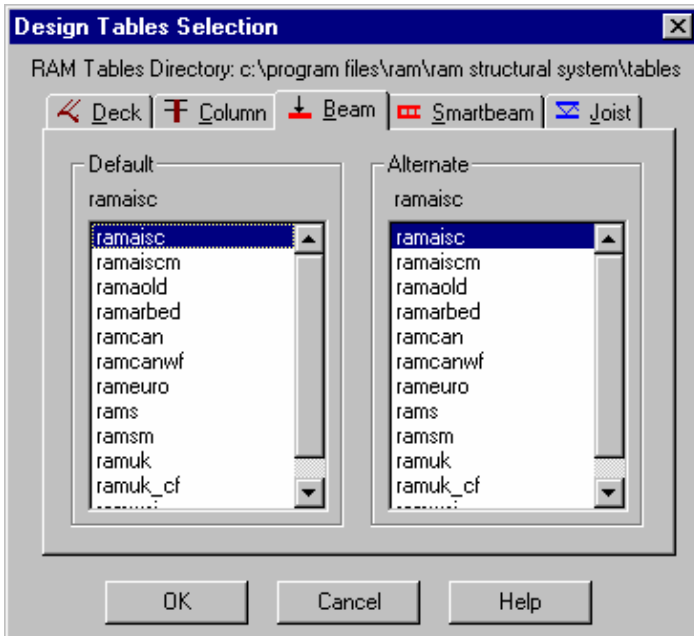 Design Tables Selection
RAM Tables Directory: c:\program files\ram\ram structural system\tables
Deck Column Beam Smartbeam Joist
Default
ramaisc
ramaisc
ramaiscm
ramaold
ramarbed
ramcan
ramcanwf
rameuro
rams
ramsm
ramuk
ramuk_cf
Alternate
ramaisc
ramaisc
ramaiscm
ramaold
ramarbed
ramcan
ramcanwf
rameuro
rams
ramsm
ramuk
ramuk_cf
OK Cancel Help